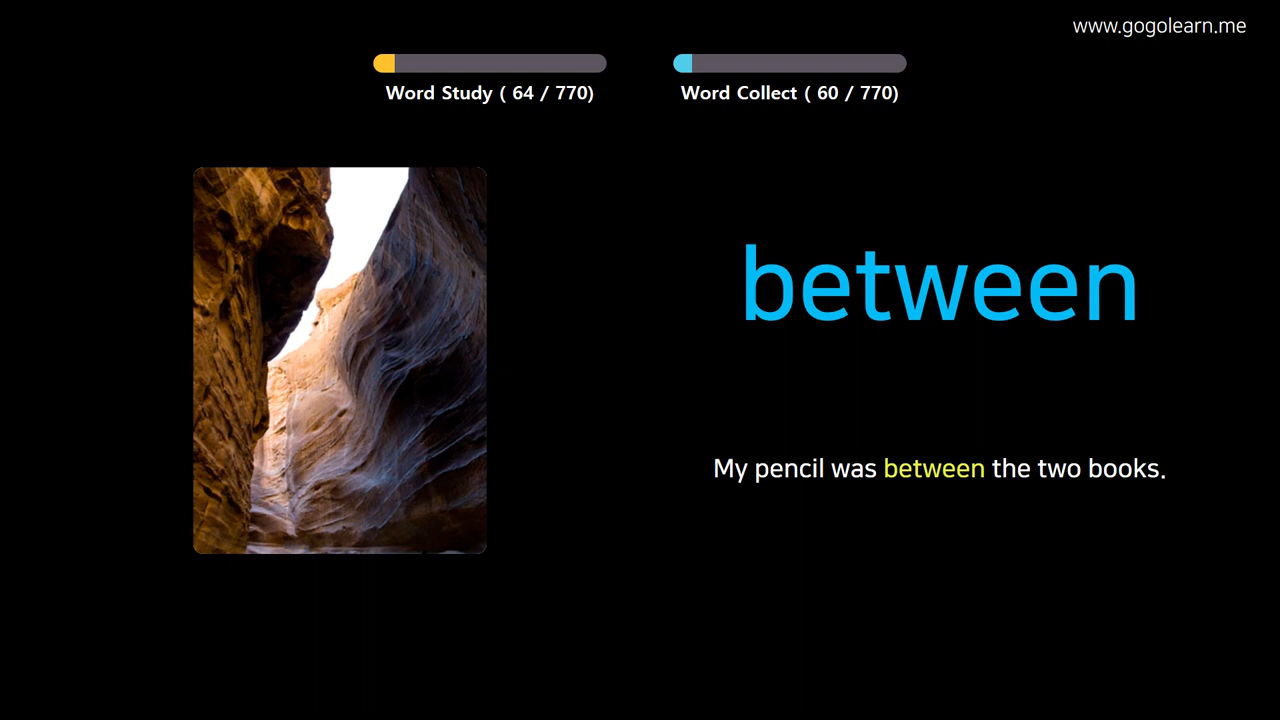 www.gogolearn.me
Word Study ( 64 / 770)
Word Collect ( 60 / 770)
between
My pencil was between the two books.